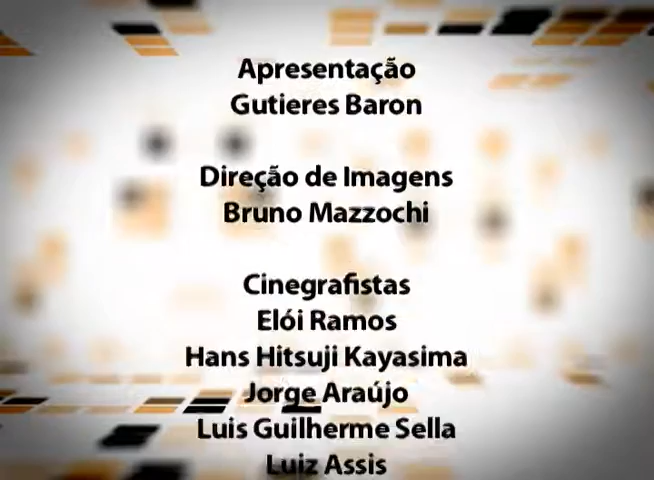 Apresentação
Gutieres Baron
Direção de Imagens
Bruno Mazzochi
Cinegrafistas
Elói Ramos
Hans Hitsuji Kayasima
Jorge Araújo
Luis Guilherme Sella
Luiz Assis